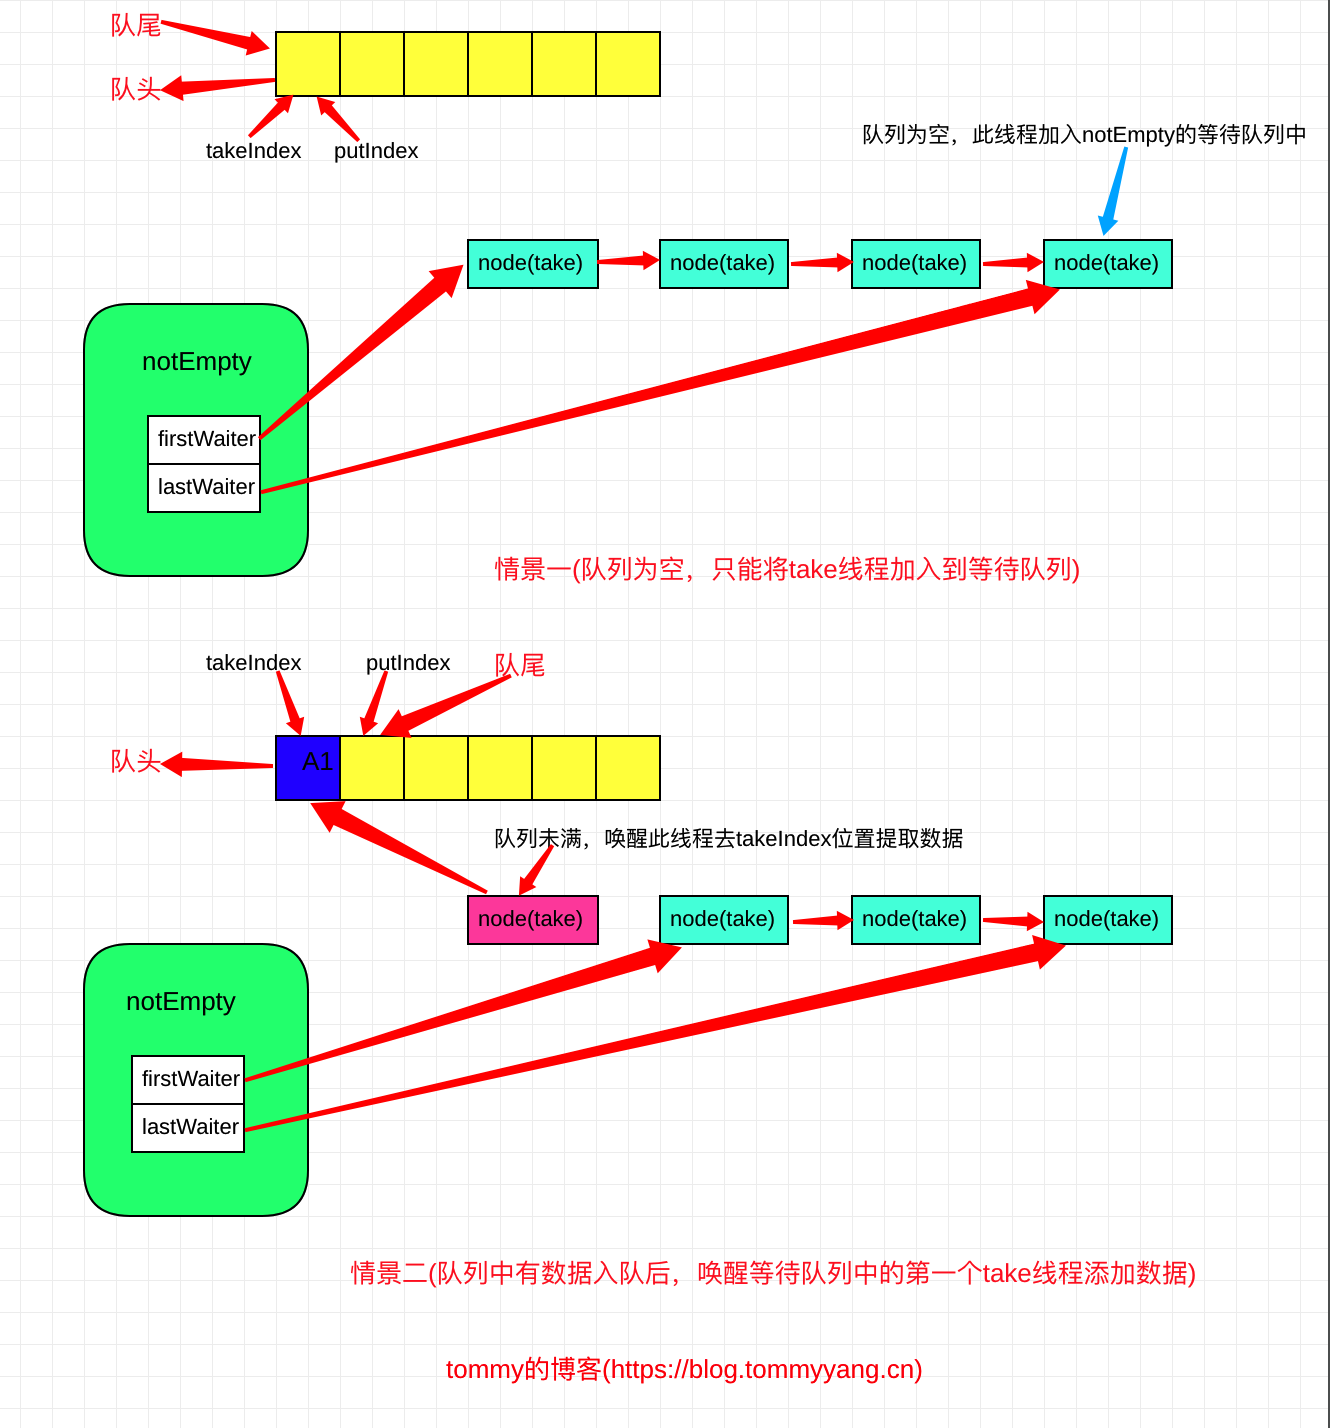 队尾
队头
takeIndex
putIndex
队列为空，此线程加入notEmpty的等待队列中
node(take)
node(take)
node(take)
node(take)
notEmpty
firstWaiter
lastWaiter
情景一(队列为空，只能将take线程加入到等待队列)
takeIndex
putIndex
队尾
队头
A1
队列未满，唤醒此线程去takeIndex位置提取数据
node(take)
node(take)
node(take)
node(take)
notEmpty
firstWaiter
lastWaiter
情景二(队列中有数据入队后，唤醒等待队列中的第一个take线程添加数据)
tommy的博客(https://blog.tommyyang.cn)